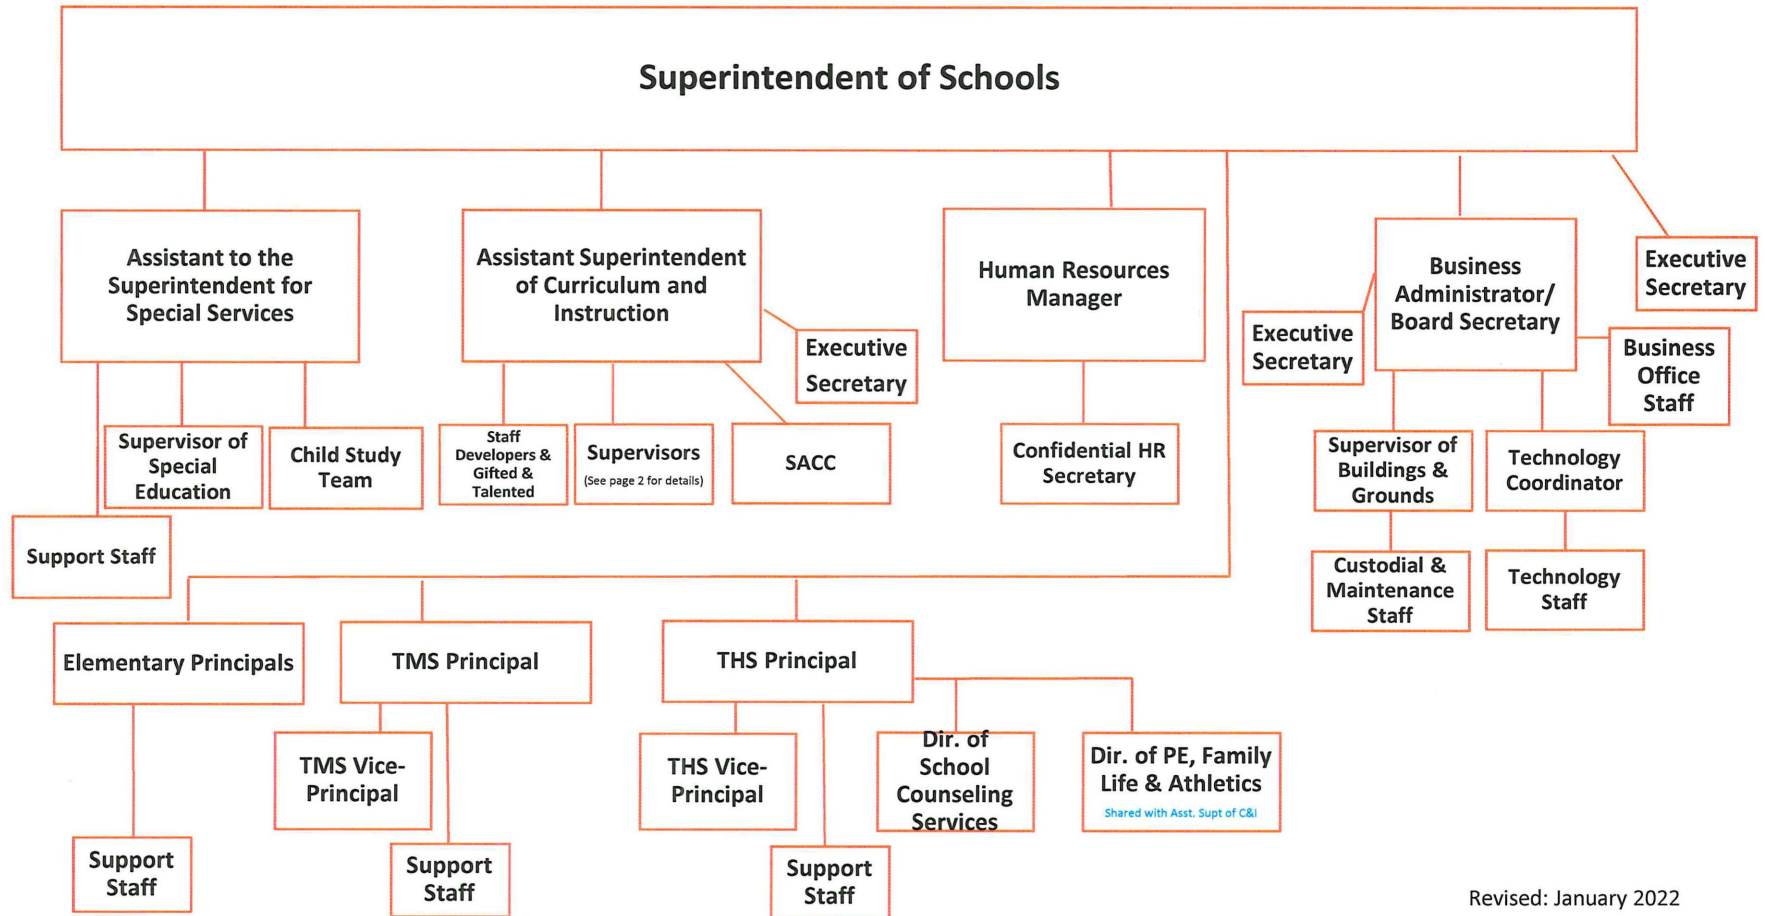 Superintendent of Schools
Assistant to the
Superintendent for
Special Services
Assistant Superintendent
of Curriculum and
Instruction
Human Resources
Manager
Business
Administrator/
Board Secretary
Executive
Secretary
Executive
Secretary
Executive
Secretary
Business
Office
Staff
Supervisor of
Special
Education
Child Study
Team
Staff
Developers &
Gifted &
Talented
Supervisors
(See page 2 for details)
SACC
Confidential HR
Secretary
Supervisor of
Buildings &
Grounds
Technology
Coordinator
Support Staff
Custodial &
Maintenance
Staff
Technology
Staff
Elementary Principals
TMS Principal
THS Principal
TMS Vice-
Principal
THS Vice-
Principal
Dir. of
School
Counseling
Services
Dir. of PE, Family
Life & Athletics
Shared with Asst. Supt of C&I
Support
Staff
Support
Staff
Support
Staff
Revised: January 2022